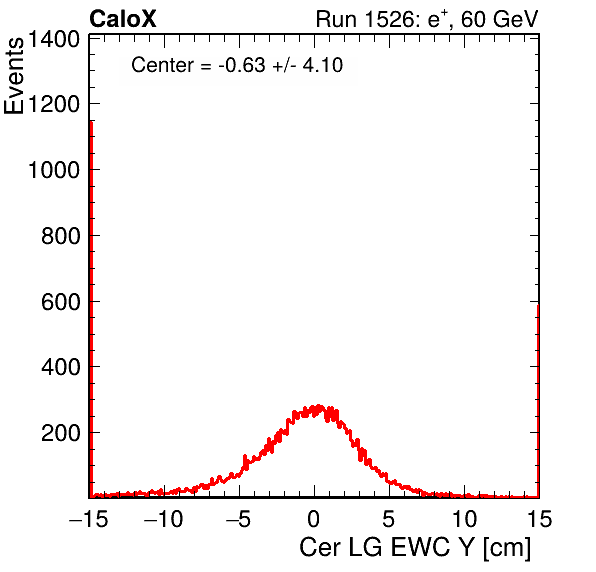 CaloX Run 1526: e⁺, 60 GeV
Center = -0.63 +/- 4.10
Events
1400
1200
1000
800
600
400
200
−15 −10 −5 0 5 10 15
Cer LG EWC Y [cm]